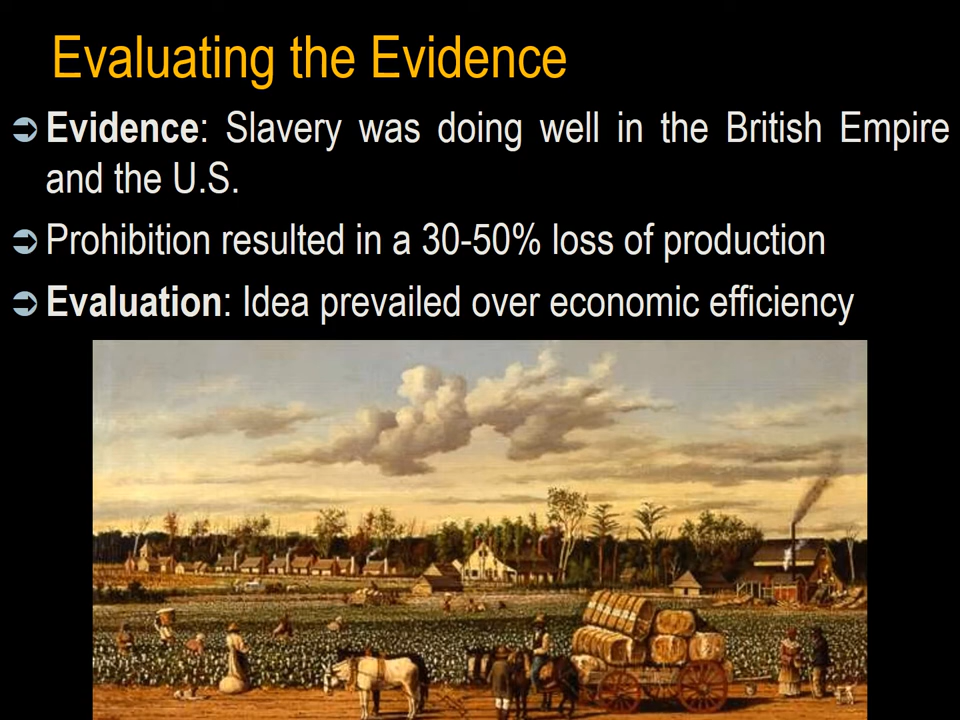 Evaluating the Evidence
Evidence: Slavery was doing well in the British Empire
and the U.S.
Prohibition resulted in a 30-50% loss of production
Evaluation: Idea prevailed over economic efficiency